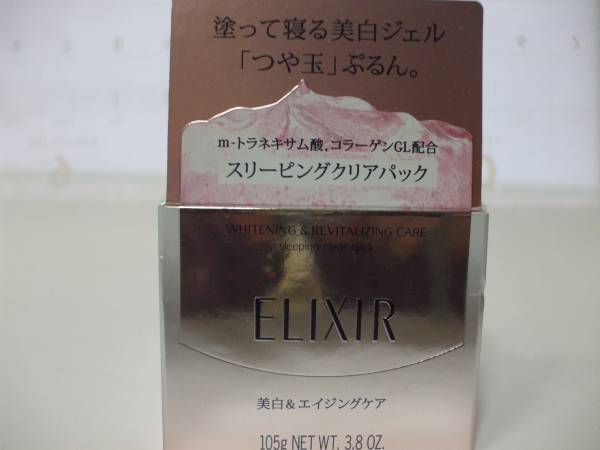 塗って寝る美白ジェル
「つや玉」ぷるん。
m-トラネキサム酸,コラーゲンGL配合
スリーピングクリアパック
WHITENING & REVITALIZING CARE
sleeping clear pack
ELIXIR
美白&エイジングケア
105g NET WT. 3.8 OZ.